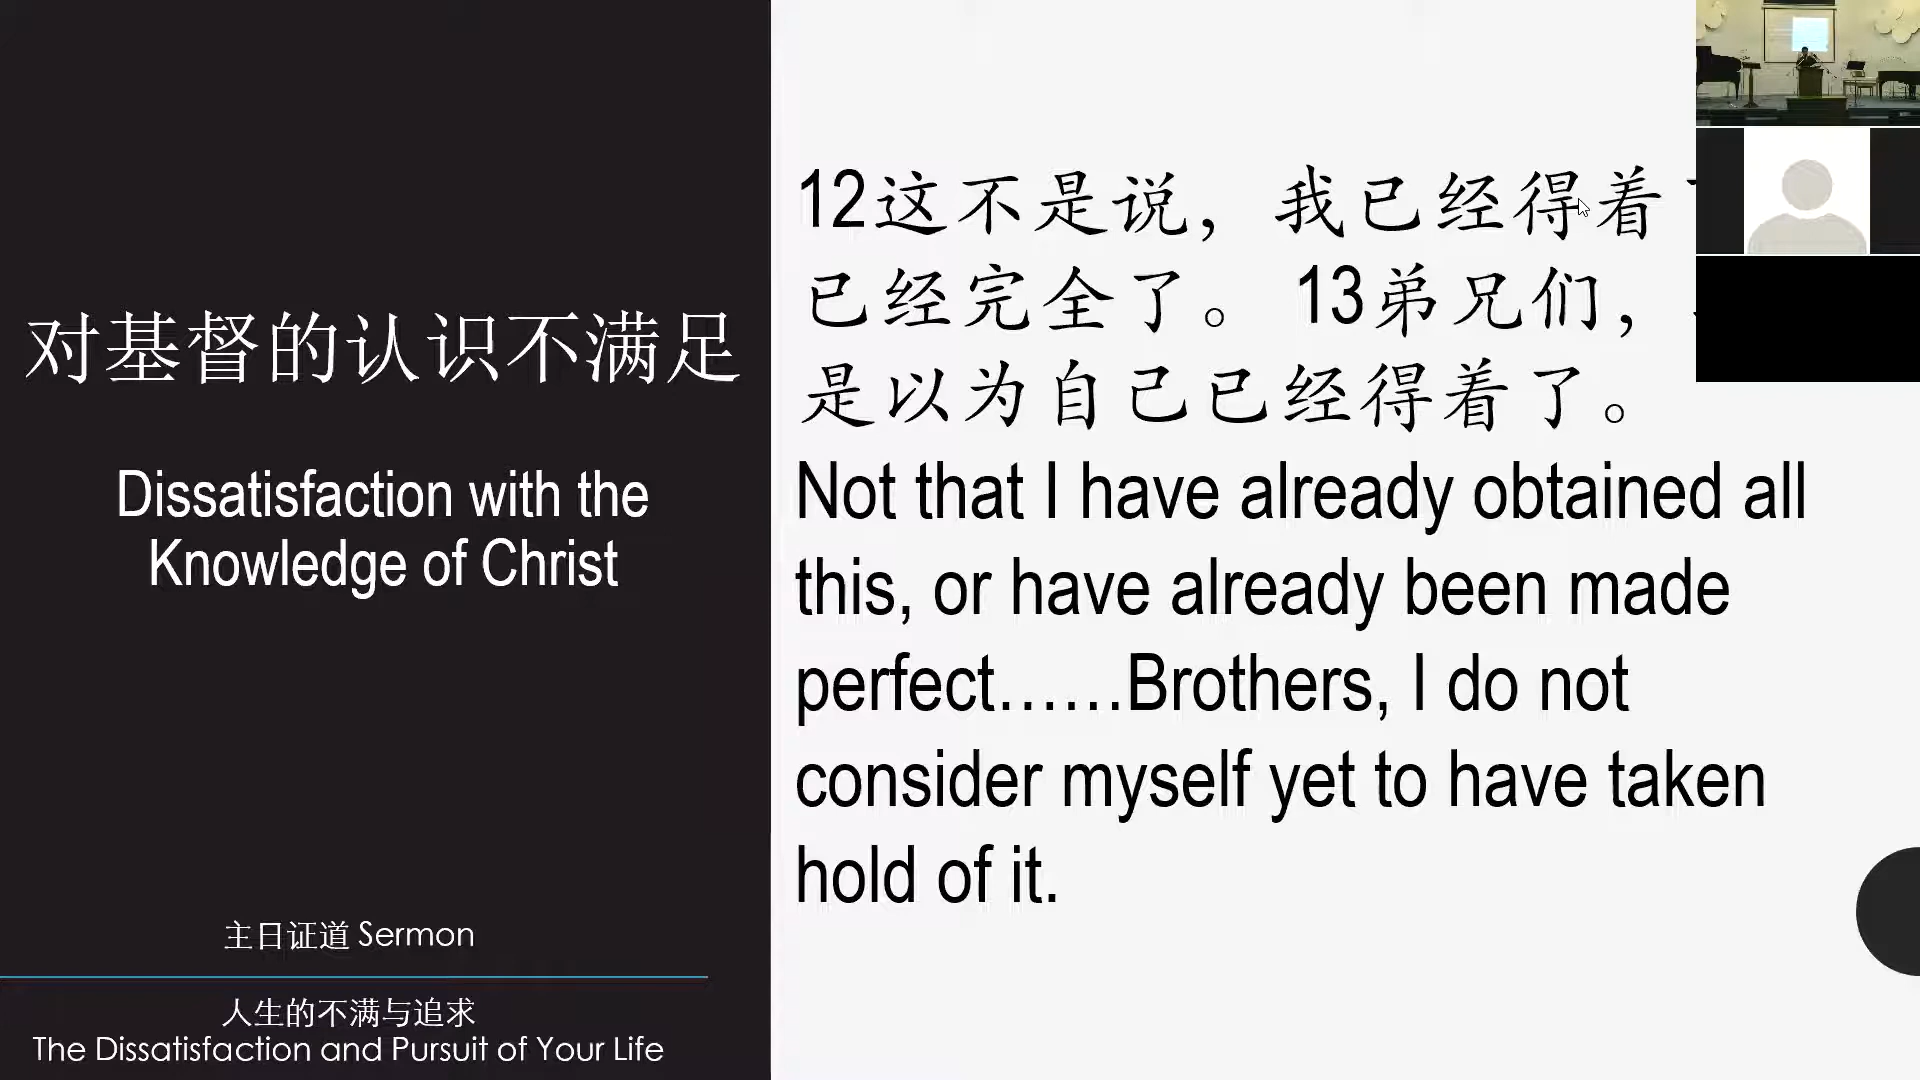 对基督的认识不满足
Dissatisfaction with the
Knowledge of Christ
主日证道 Sermon
人生的不满与追求
The Dissatisfaction and Pursuit of Your Life
12这不是说，我已经得着
已经完全了。 13弟兄们，
是以为自己已经得着了。
Not that I have already obtained all
this, or have already been made
perfect……Brothers, I do not
consider myself yet to have taken
hold of it.